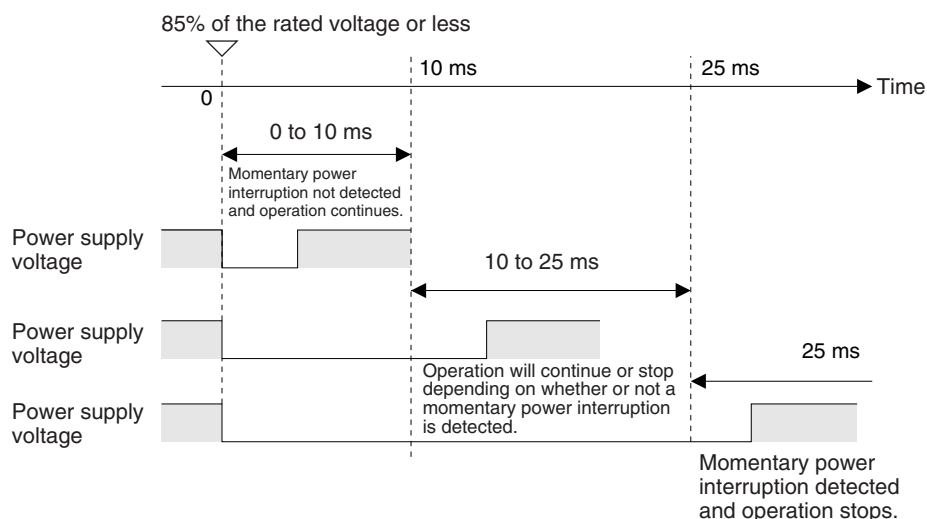 85% of the rated voltage or less
10 ms
25 ms
Time
0
0 to 10 ms
Momentary power
interruption not detected
and operation continues.
Power supply
voltage
10 to 25 ms
Power supply
voltage
25 ms
Operation will continue or stop
depending on whether or not a
momentary power interruption
is detected.
Power supply
voltage
Momentary power
interruption detected
and operation stops.